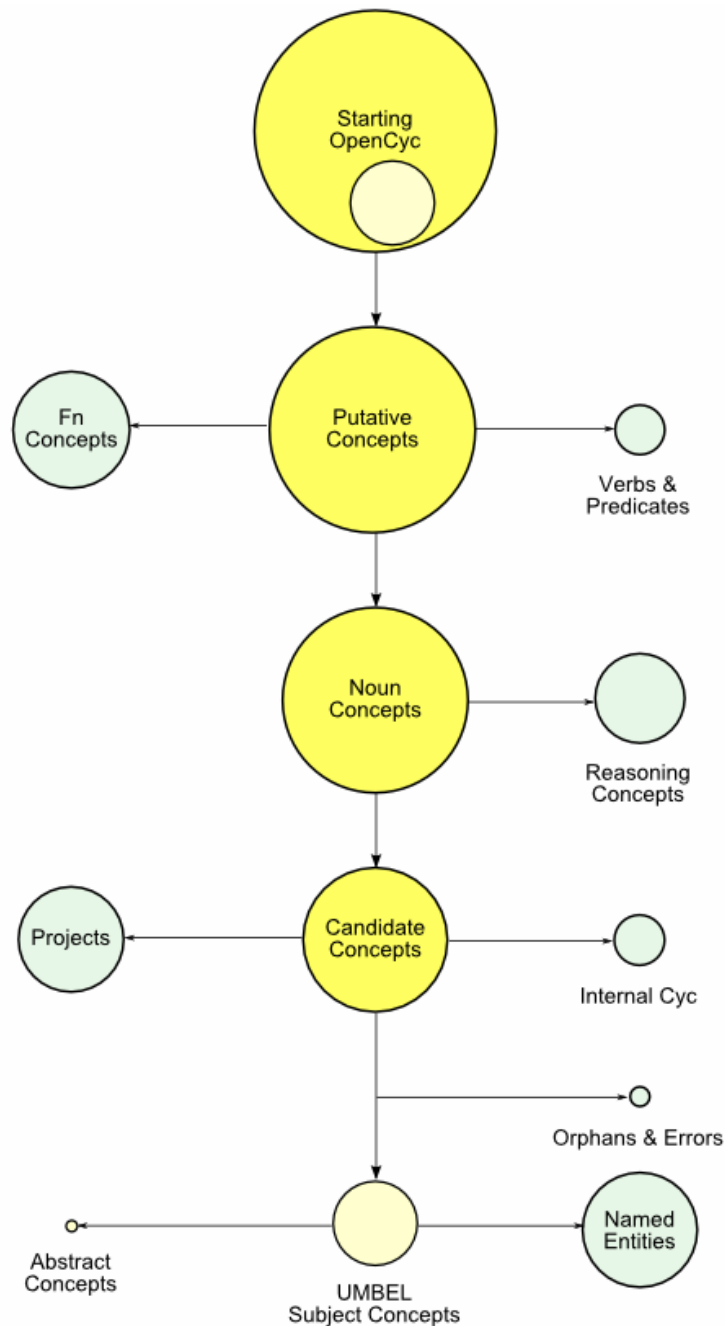 Starting
OpenCyc
Fn
Concepts
Putative
Concepts
Verbs &
Predicates
Noun
Concepts
Reasoning
Concepts
Projects
Candidate
Concepts
Internal Cyc
Orphans & Errors
Abstract
Concepts
UMBEL
Subject Concepts
Named
Entities